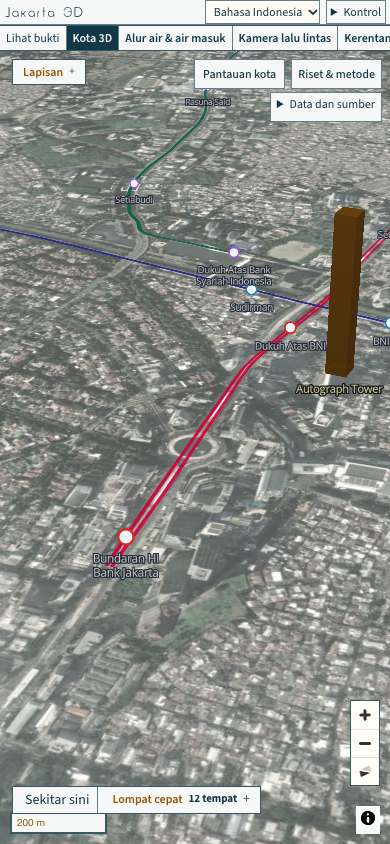 Jakarta 3D
Bahasa Indonesia
Kontrol
Lihat bukti
Kota 3D
Alur air & air masuk
Kamera lalu lintas
Kerentan
Lapisan +
Pantauan kota
Riset & metode
Data dan sumber
Rasuna Said
Setiabudi
Dukuh Atas Bank
Syariah Indonesia
Sudirman
Set
Dukuh Atas BNI
BNI
Autograph Tower
Bundaran HI
Bank Jakarta
Sekitar sini
Lompat cepat 12 tempat +
200 m